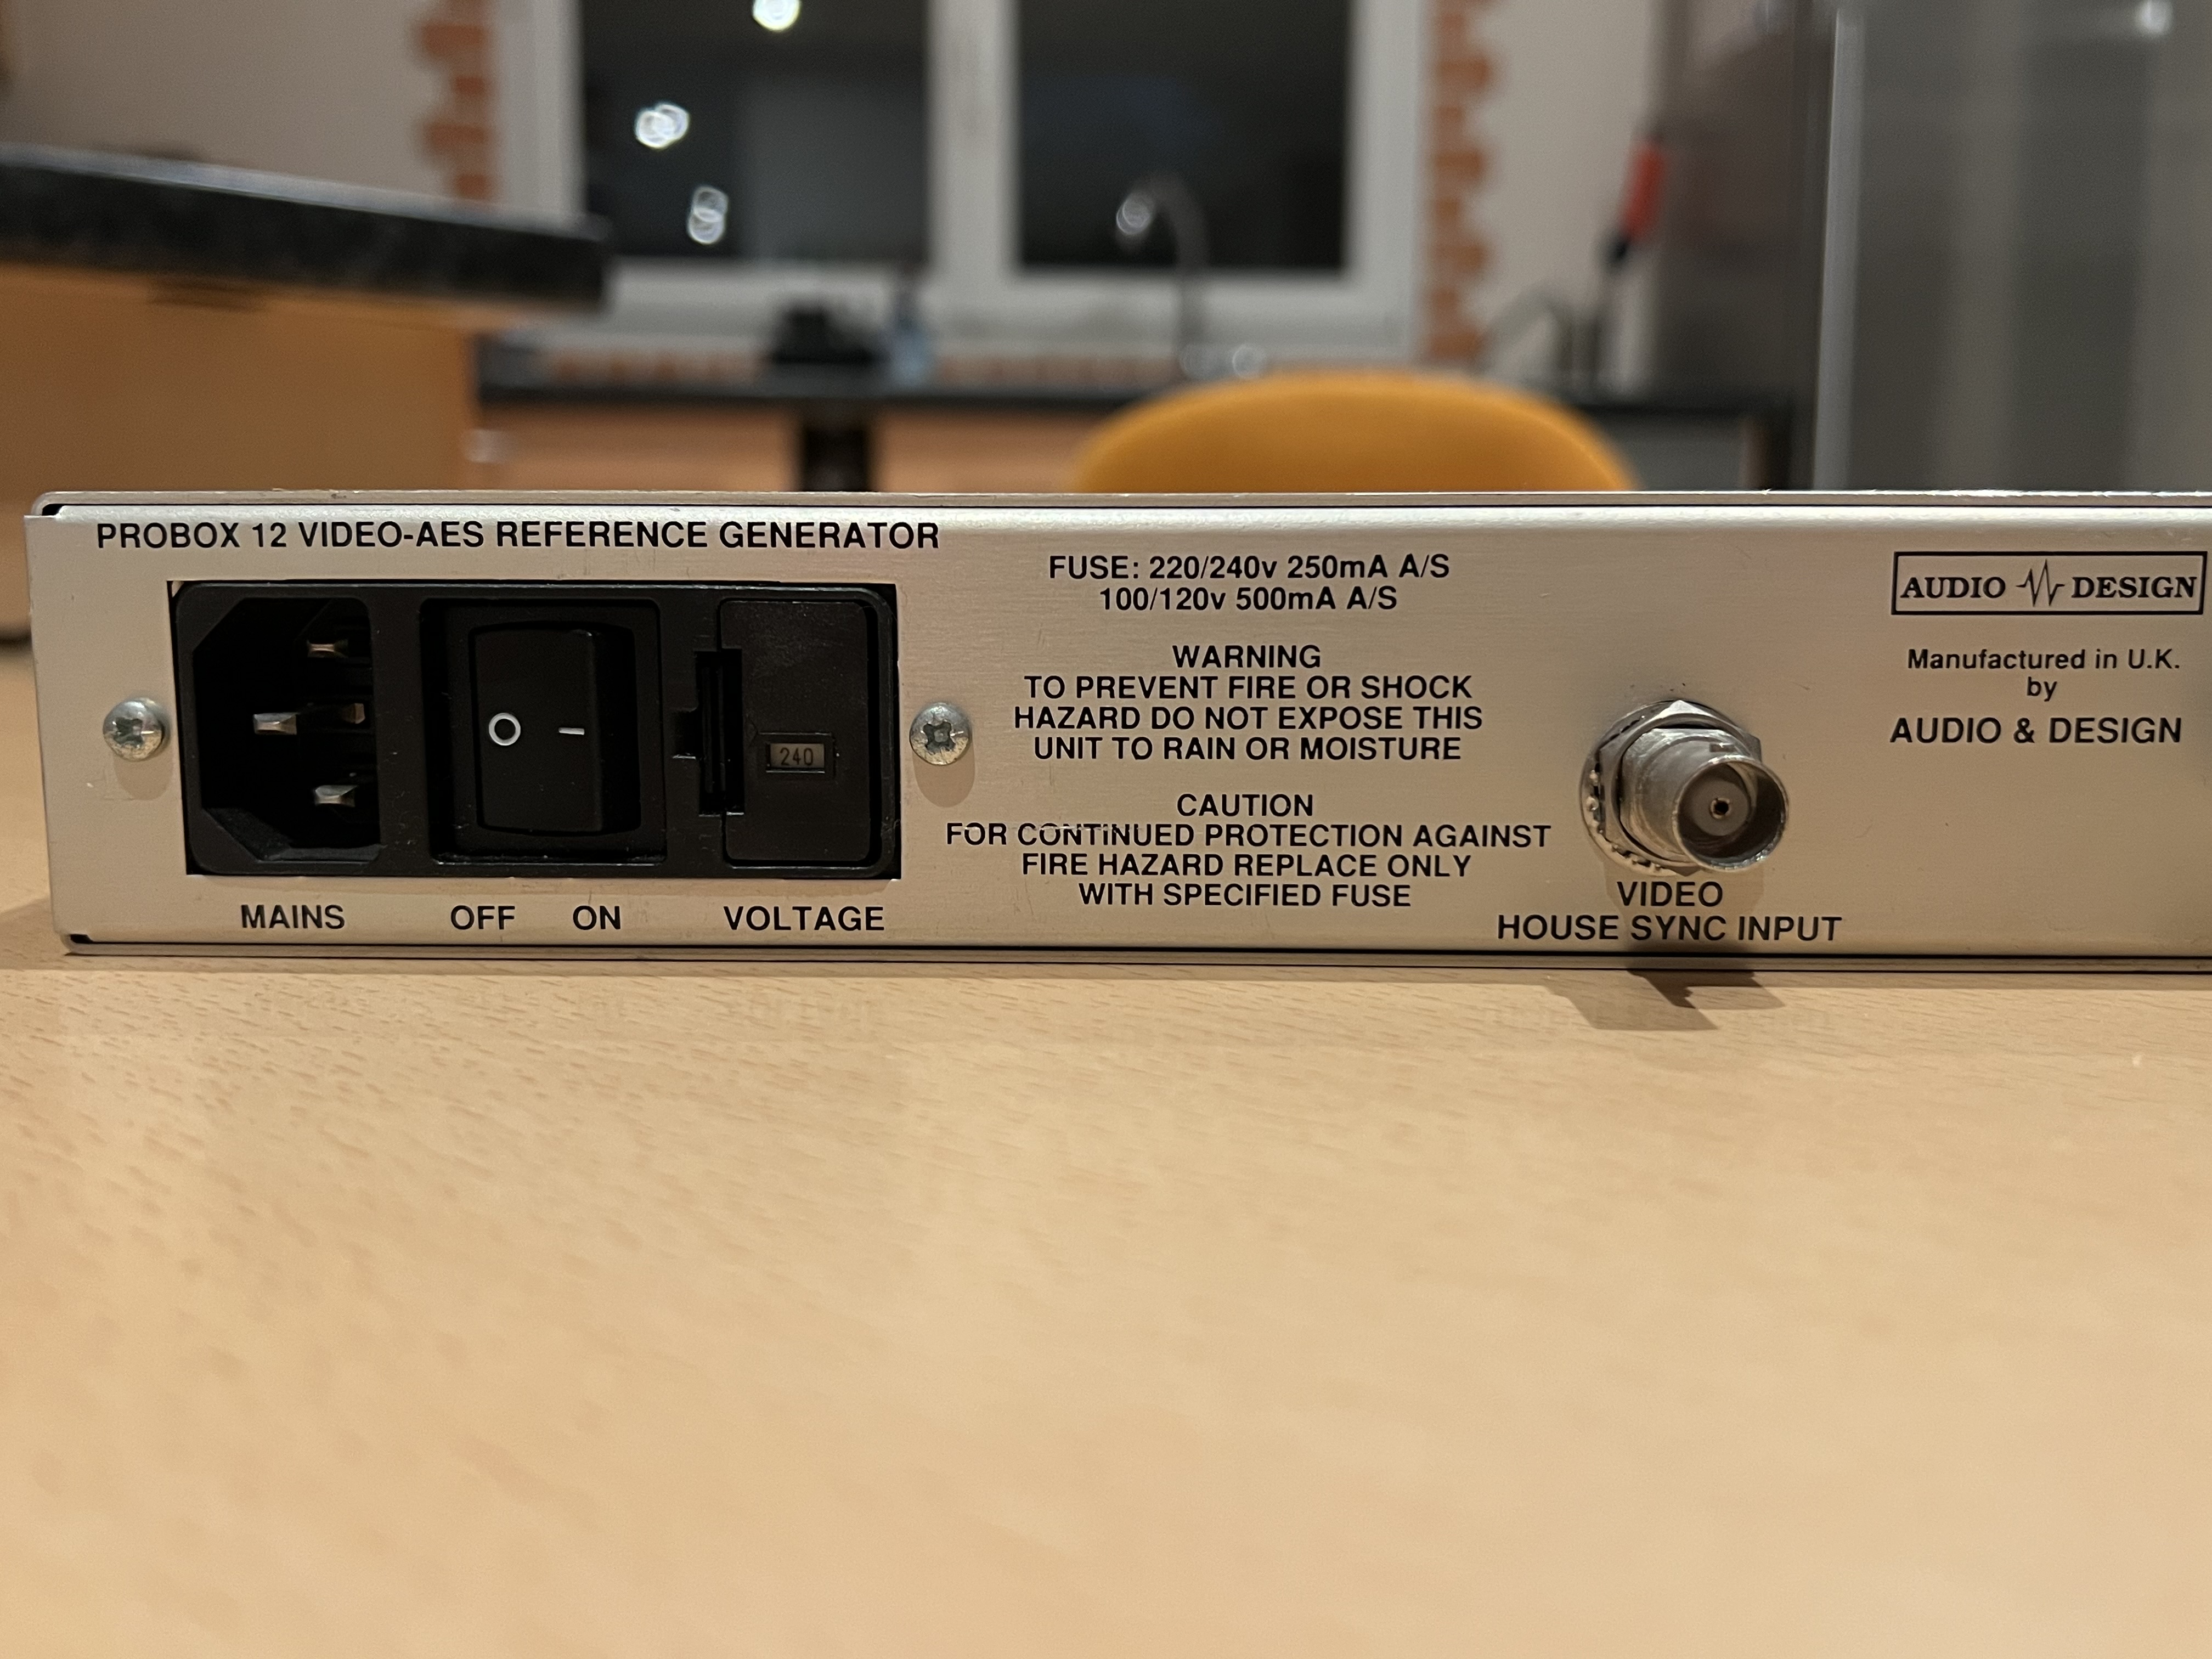 PROBOX 12 VIDEO-AES REFERENCE GENERATOR
FUSE: 220/240v 250mA A/S
100/120v 500mA A/S
WARNING
TO PREVENT FIRE OR SHOCK
HAZARD DO NOT EXPOSE THIS
UNIT TO RAIN OR MOISTURE
CAUTION
FOR CONTINUED PROTECTION AGAINST
FIRE HAZARD REPLACE ONLY
WITH SPECIFIED FUSE
240
MAINS
OFF ON
VOLTAGE
VIDEO
HOUSE SYNC INPUT
AUDIO DESIGN
Manufactured in U.K.
by
AUDIO & DESIGN